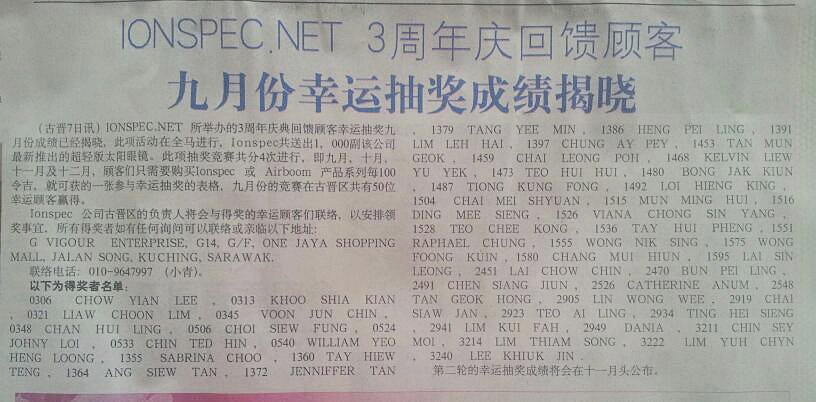 IONSPEC.NET 3周年庆回馈顾客
九月份幸运抽奖成绩揭晓
(古晋7日讯) IONSPEC.NET 所举办的3周年庆典回馈顾客幸运抽奖九
月份成绩已经揭晓，此项活动在全马进行，Ionspec共送出1，000副该公司
最新推出的超轻版太阳眼镜。此项抽奖竞赛共分4次进行，即九月，十月，
十一月及十二月，顾客们只需要购买Ionspec 或 Airboom 产品系列每100
令吉，就可获的一张参与幸运抽奖的表格，九月份的竞赛在古晋区共有50位
幸运顾客赢得。
Ionspec 公司古晋区的负责人将会与得奖的幸运顾客们联络，以安排领
奖事宜，所有得奖者如有任何询问可以联络或亲临以下地址:
G VIGOUR ENTERPRISE, G14, G/F, ONE JAYA SHOPPING
MALL, JALAN SONG, KUCHING, SARAWAK.
联络电话: 010-9647997 (小青)。
以下为得奖者名单:
0306 CHOW YIAN LEE , 0313 KHOO SHIA KIAN
, 0321 LIAW CHOON LIM , 0345 VOON JUN CHIN ,
0348 CHAN HUI LING , 0506 CHOI SIEW FUNG , 0524
JOHNY LOI , 0533 CHIN TED HIN , 0540 WILLIAM YEO
HENG LOONG , 1355 SABRINA CHOO , 1360 TAY HIEW
TENG , 1364 ANG SIEW TAN , 1372 JENNIFFER TAN
, 1379 TANG YEE MIN , 1386 HENG PEI LING , 1391
LIM LEH HAI , 1397 CHUNG AY PEY , 1453 TAN MUN
GEOK , 1459 CHAI LEONG POH , 1468 KELVIN LIEW
YU YEK , 1473 TEO HUI HUI , 1480 BONG JAK KIUN
, 1487 TIONG KUNG FONG , 1492 LOI HIENG KING ,
1504 CHAI MEI SHYUAN , 1515 MUN MING HUI , 1516
DING MEE SIENG , 1526 VIANA CHONG SIN YANG ,
1528 TEO CHEE KONG , 1536 TAY HUI PHENG , 1551
RAPHAEL CHUNG , 1555 WONG NIK SING , 1575 WONG
FOONG KUIN , 1580 CHANG MUI HIUN , 1595 LAI SIN
LEONG , 2451 LAI CHOW CHIN , 2470 BUN PEI LING ,
2491 CHEN SIANG JIUN , 2526 CATHERINE ANUM , 2548
TAN GEOK HONG , 2905 LIN WONG WEE , 2919 CHAI
SIAW JAN , 2923 TEO AI LING , 2934 TING HEI SIENG
, 2941 LIM KUI FAH , 2949 DANIA , 3211 CHIN SEY
MOI , 3214 LIM THIAM SONG , 3222 LIM YUH CHYN
, 3240 LEE KHIUK JIN .
第二轮的幸运抽奖成绩将会在十一月头公布。